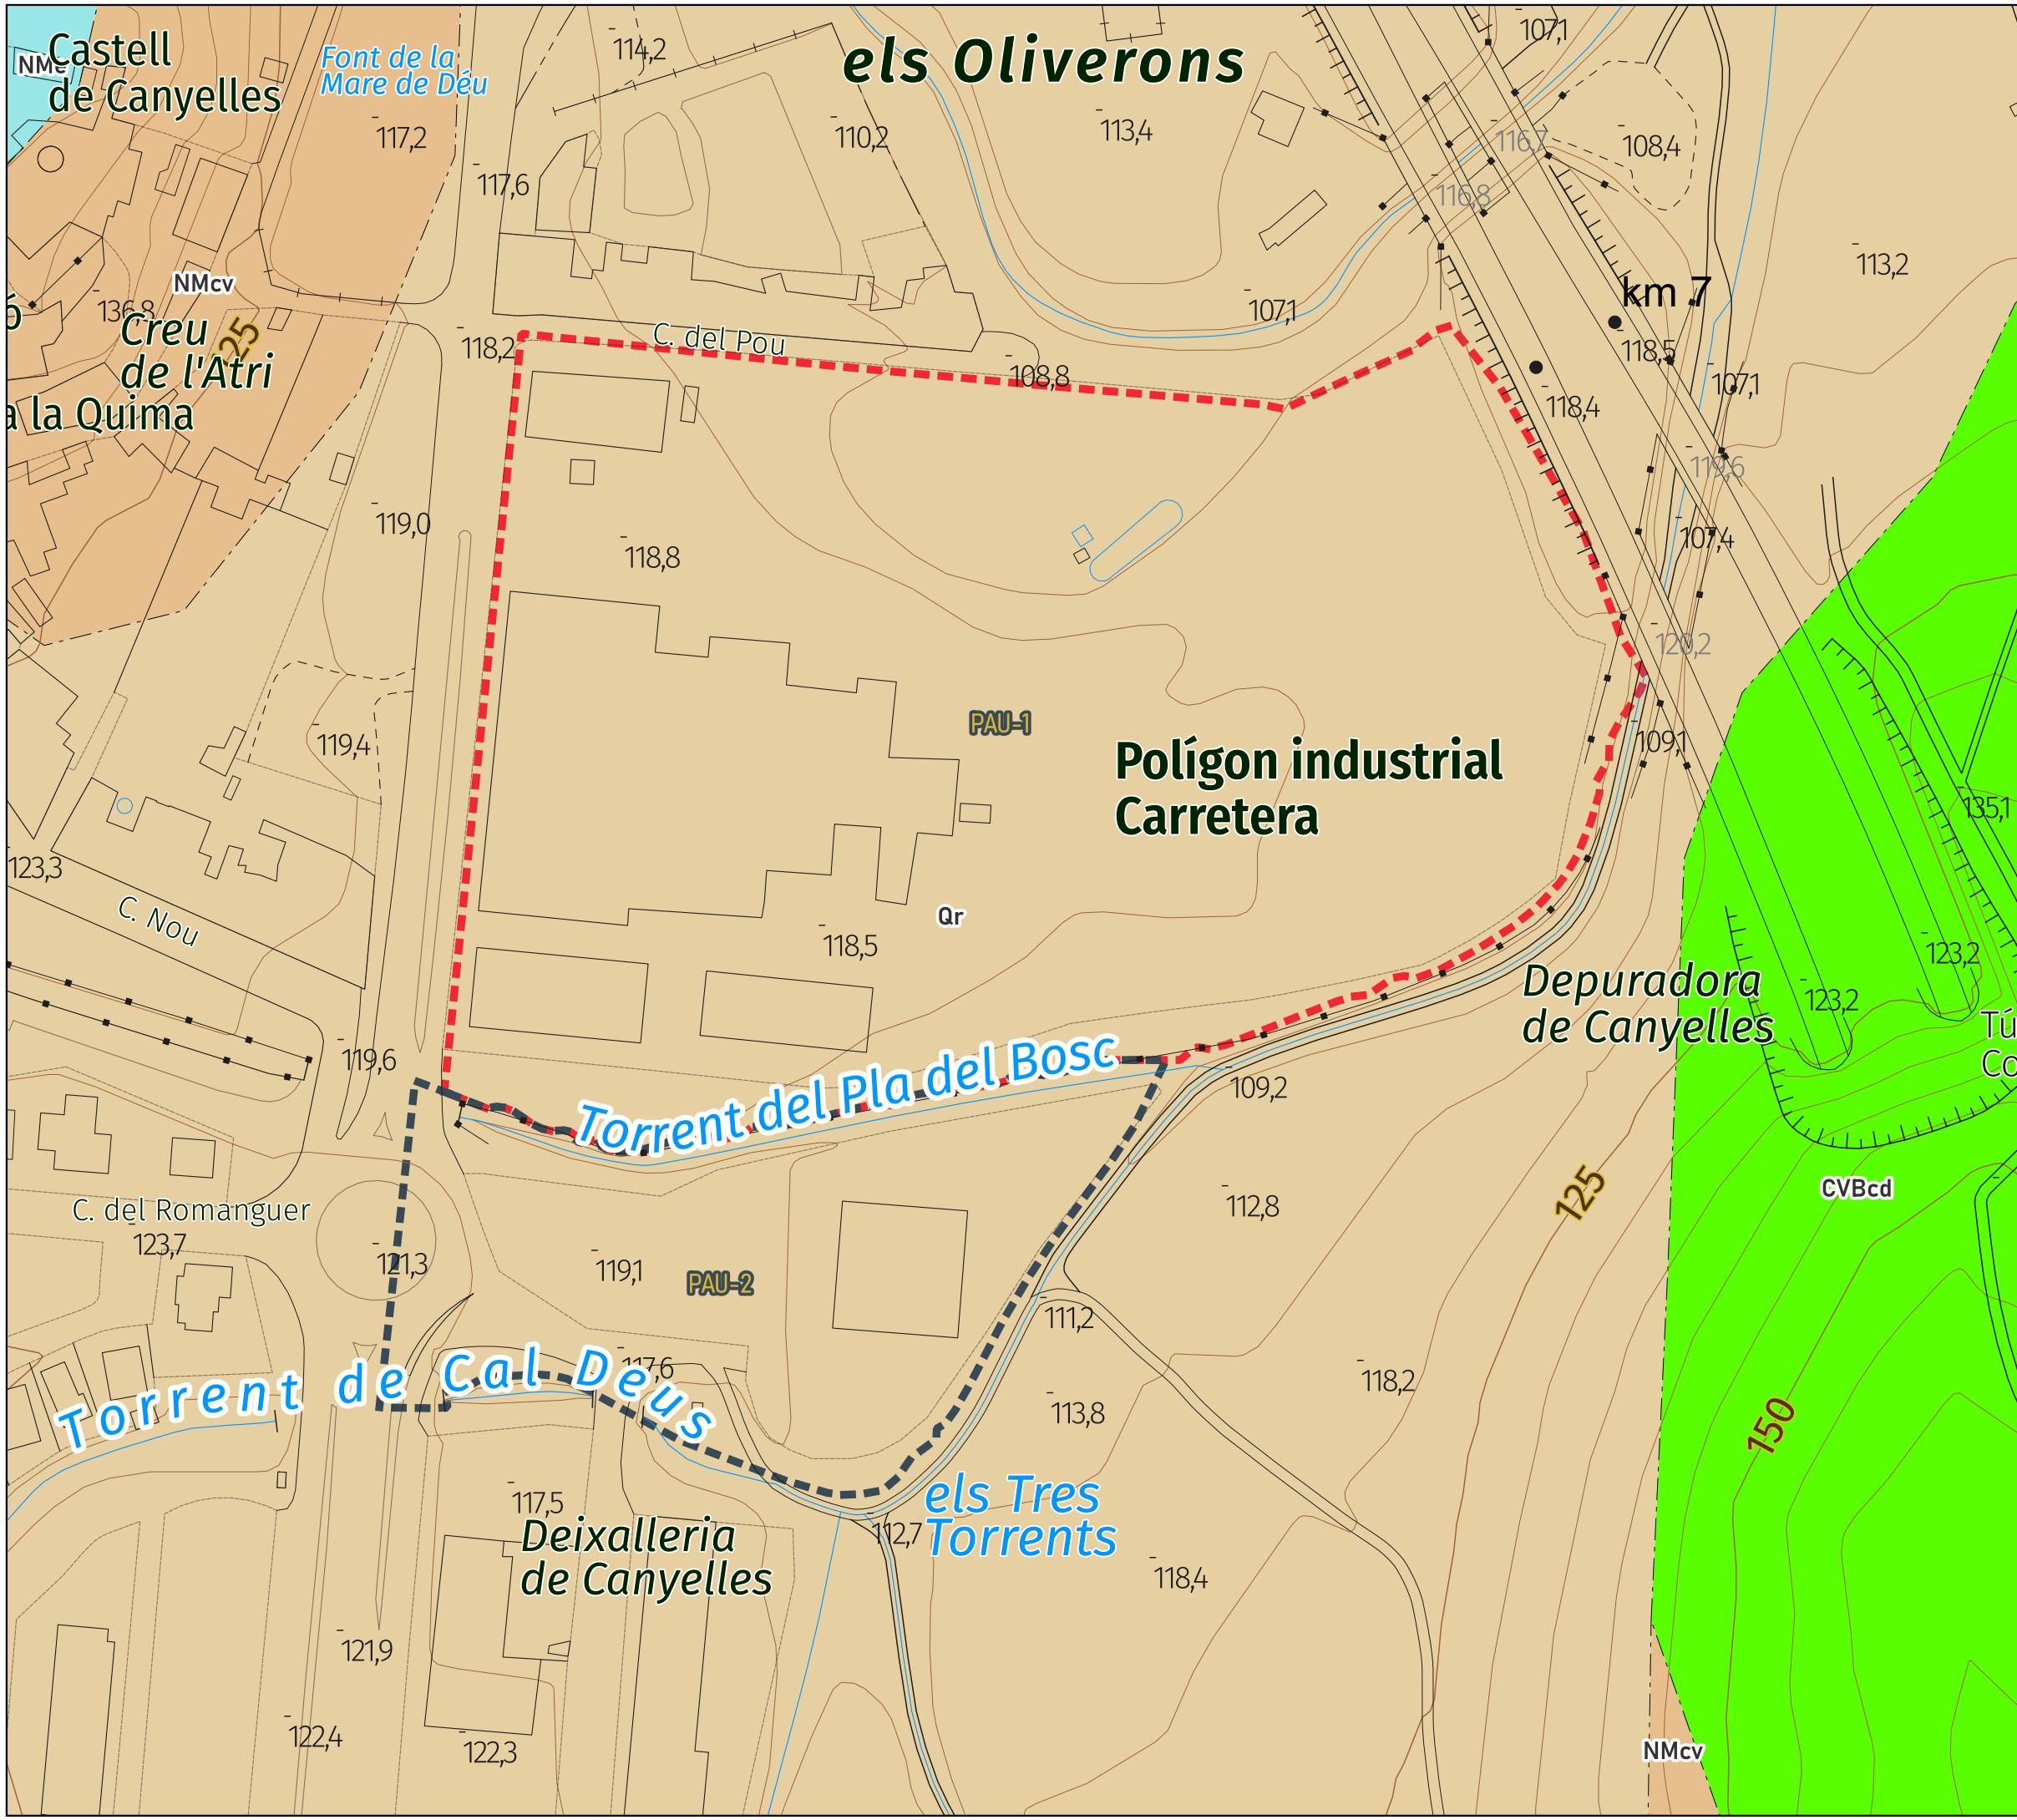 Castell
de Canyelles
NMc
Font de la
Mare de Déu
114,2
els Oliverons
107,1
117,2
110,2
113,4
116,7
108,4
117,6
116,8
113,2
NMcv
136,8
107,1
km 7
Creu
de l'Atri
125
118,2
C. del Pou
118,5
108,8
107,1
a la Quima
118,4
119,6
119,0
118,8
107,4
120,2
PAU-1
119,4
109,1
Polígon industrial
Carretera
135,1
123,3
C. Nou
Qr
118,5
123,2
Depuradora
de Canyelles
123,2
Tú
Co
119,6
Torrent del Pla del Bosc
109,2
CVBcd
125
C. del Romanguer
112,8
123,7
121,3
119,1
PAU-2
111,2
117,6
118,2
Torrent de Cal Deus
113,8
150
117,5
els Tres
Torrents
Deixalleria
de Canyelles
112,7
118,4
121,9
122,4
122,3
NMcv